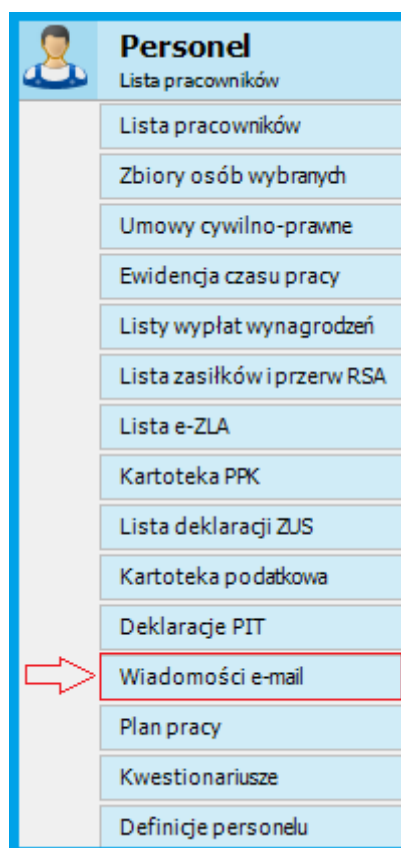 Personel
Lista pracowników
Lista pracowników
Zbiory osób wybranych
Umowy cywilno-prawne
Ewidencja czasu pracy
Listy wypłat wynagrodzeń
Lista zasiłków i przerw RSA
Lista e-ZLA
Kartoteka PPK
Lista deklaracji ZUS
Kartoteka podatkowa
Deklaracje PIT
Wiadomości e-mail
Plan pracy
Kwestionariusze
Definicje personelu